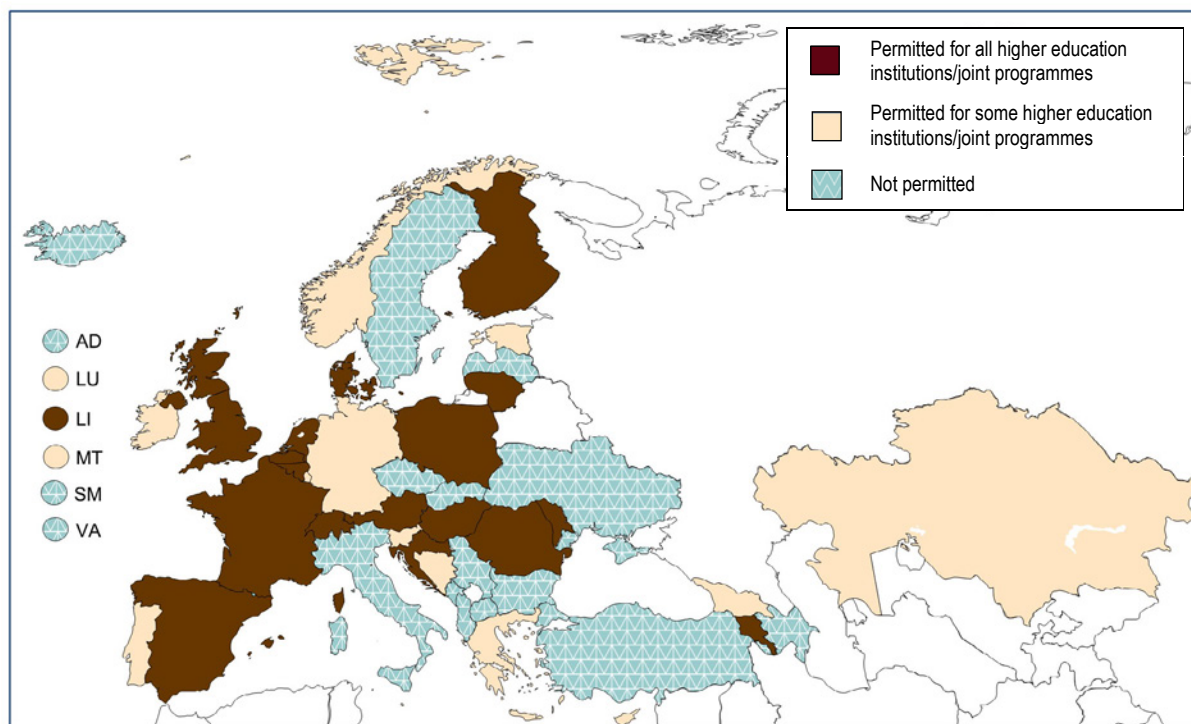 Permitted for all higher education
institutions/joint programmes
Permitted for some higher education
institutions/joint programmes
Not permitted
AD
LU
LI
MT
SM
VA